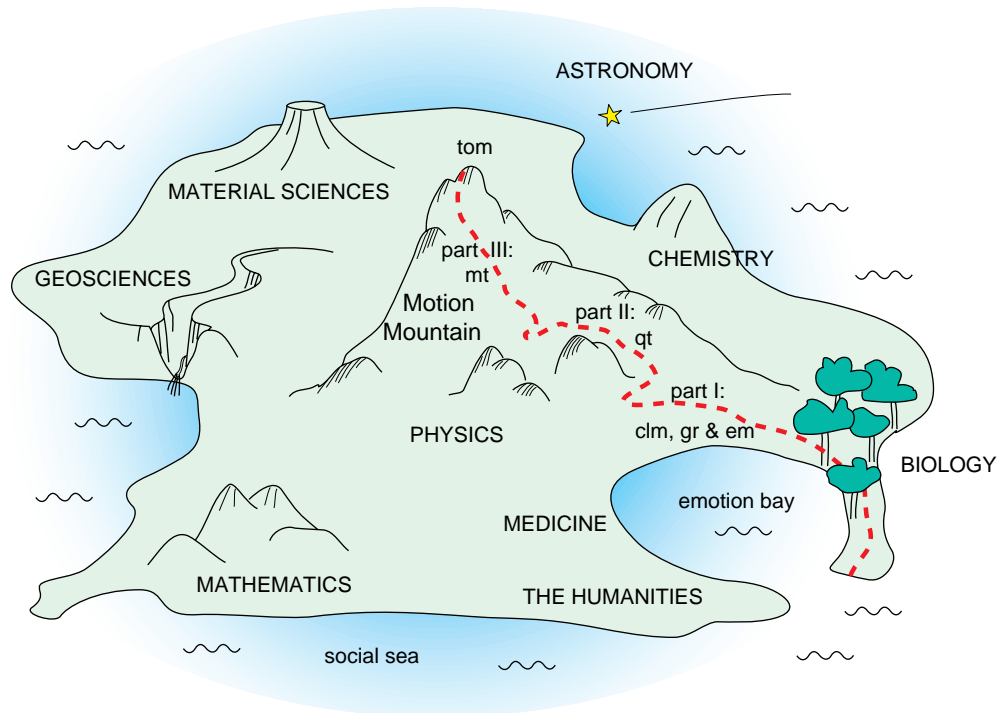 ASTRONOMY
tom
MATERIAL SCIENCES
part III:
mt
CHEMISTRY
GEOSCIENCES
Motion
Mountain
part II:
qt
part I:
clm, gr & em
PHYSICS
BIOLOGY
emotion bay
MEDICINE
MATHEMATICS
THE HUMANITIES
social sea